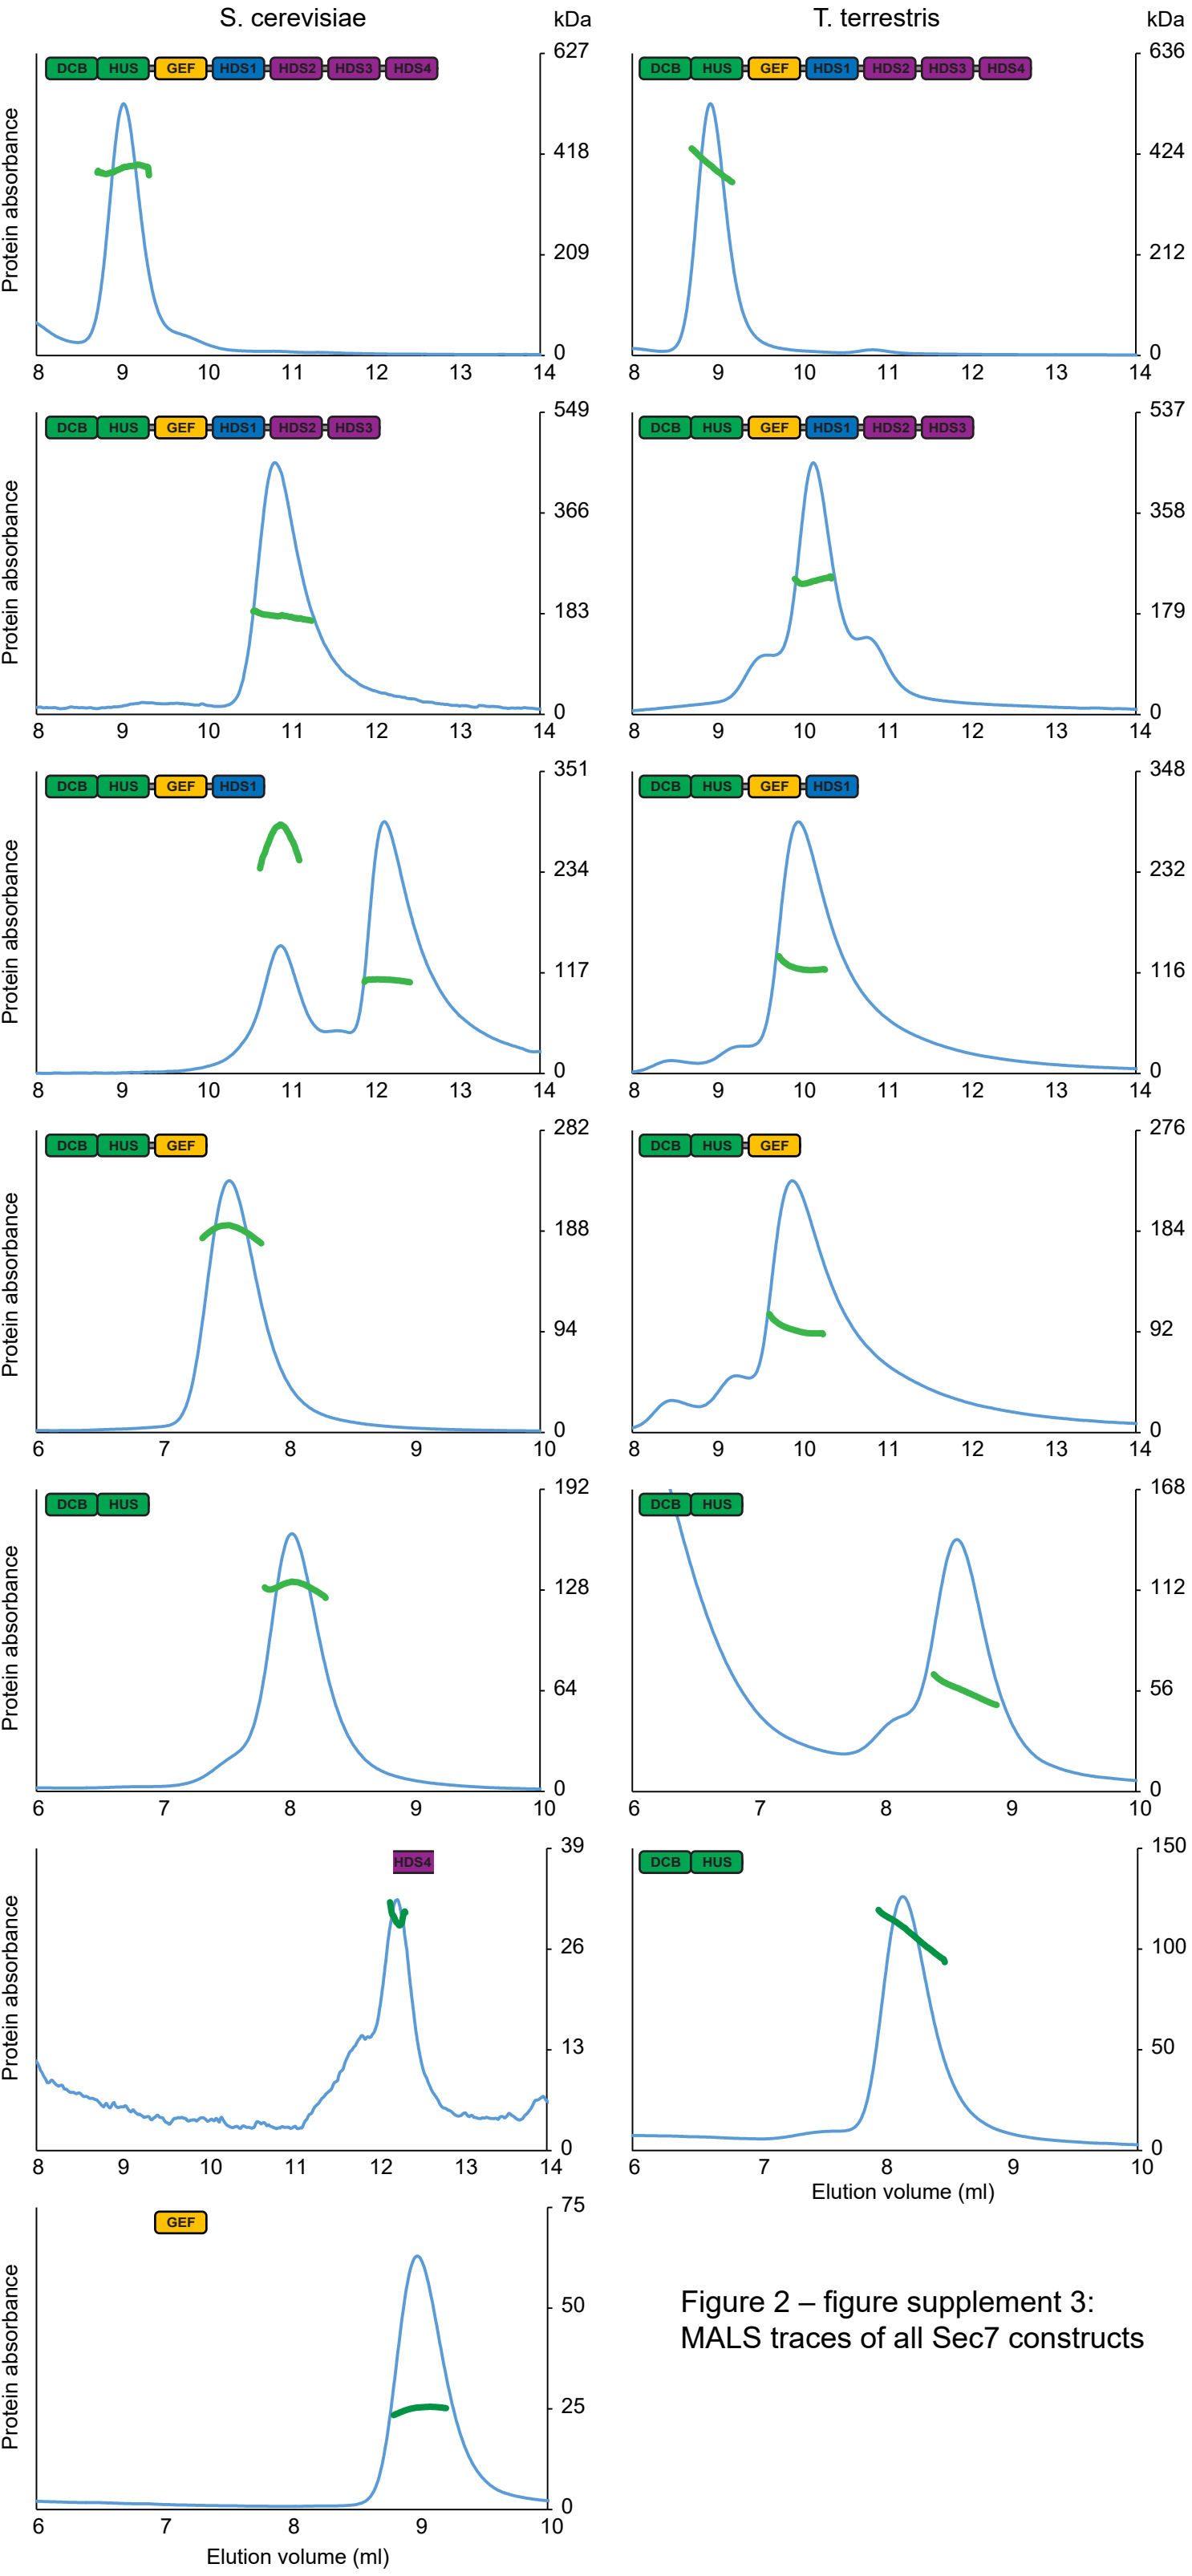 S. cerevisiae kDa T. terrestris kDa
DCB HUS GEF HDS1 HDS2 HDS3 HDS4
Protein absorbance
627
418
209
0
8 9 10 11 12 13 14
DCB HUS GEF HDS1 HDS2 HDS3 HDS4
636
424
212
0
8 9 10 11 12 13 14
DCB HUS GEF HDS1 HDS2 HDS3
Protein absorbance
549
366
183
0
8 9 10 11 12 13 14
DCB HUS GEF HDS1 HDS2 HDS3
537
358
179
0
8 9 10 11 12 13 14
DCB HUS GEF HDS1
Protein absorbance
351
234
117
0
8 9 10 11 12 13 14
DCB HUS GEF HDS1
348
232
116
0
8 9 10 11 12 13 14
DCB HUS GEF
Protein absorbance
282
188
94
0
6 7 8 9 10
DCB HUS GEF
276
184
92
0
8 9 10 11 12 13 14
DCB HUS
Protein absorbance
192
128
64
0
6 7 8 9 10
DCB HUS
168
112
56
0
6 7 8 9 10
HDS4
Protein absorbance
39
26
13
0
8 9 10 11 12 13 14
DCB HUS
150
100
50
0
6 7 8 9 10
Elution volume (ml)
GEF
Protein absorbance
75
50
25
0
6 7 8 9 10
Elution volume (ml)
Figure 2 – figure supplement 3:
MALS traces of all Sec7 constructs